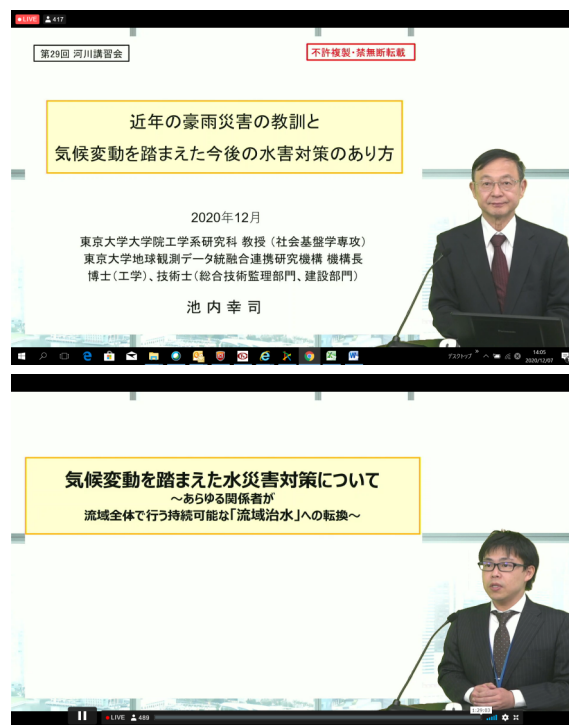 LIVE 417
第29回 河川講習会
不許複製・禁無断転載
近年の豪雨災害の教訓と
気候変動を踏まえた今後の水害対策のあり方
2020年12月
東京大学大学院工学系研究科 教授（社会基盤学専攻）
東京大学地球観測データ統融合連携研究機構 機構長
博士（工学）、技術士（総合技術監理部門、建設部門）
池内幸司
デスクトップ
14:05
2020/12/07
気候変動を踏まえた水災害対策について
～あらゆる関係者が
流域全体で行う持続可能な「流域治水」への転換～
1:29:03
LIVE 489